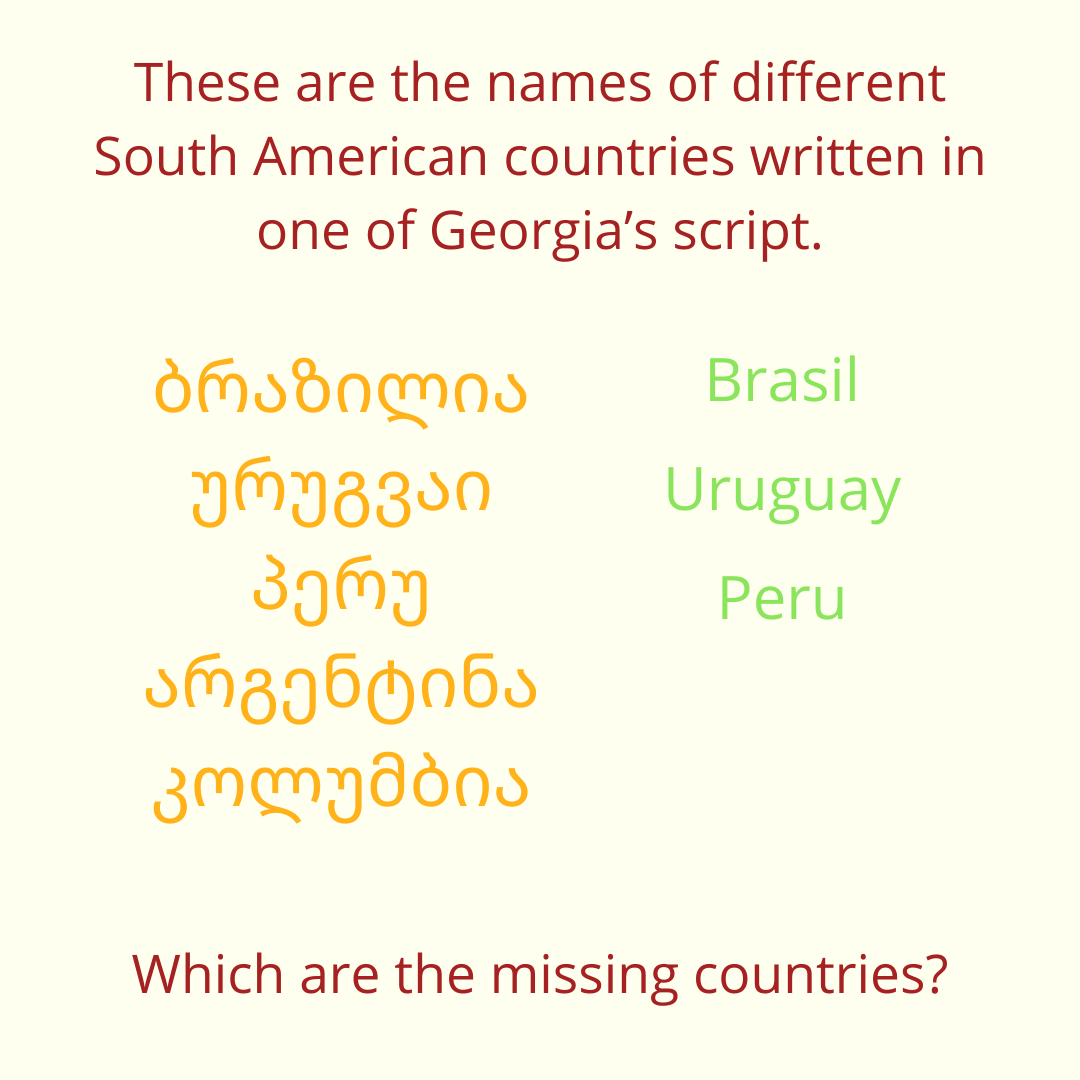 These are the names of different
South American countries written in
one of Georgia’s script.
ბრაზილია
ურუგვაი
პერუ
არგენტინა
კოლუმბია
Brasil
Uruguay
Peru
Which are the missing countries?